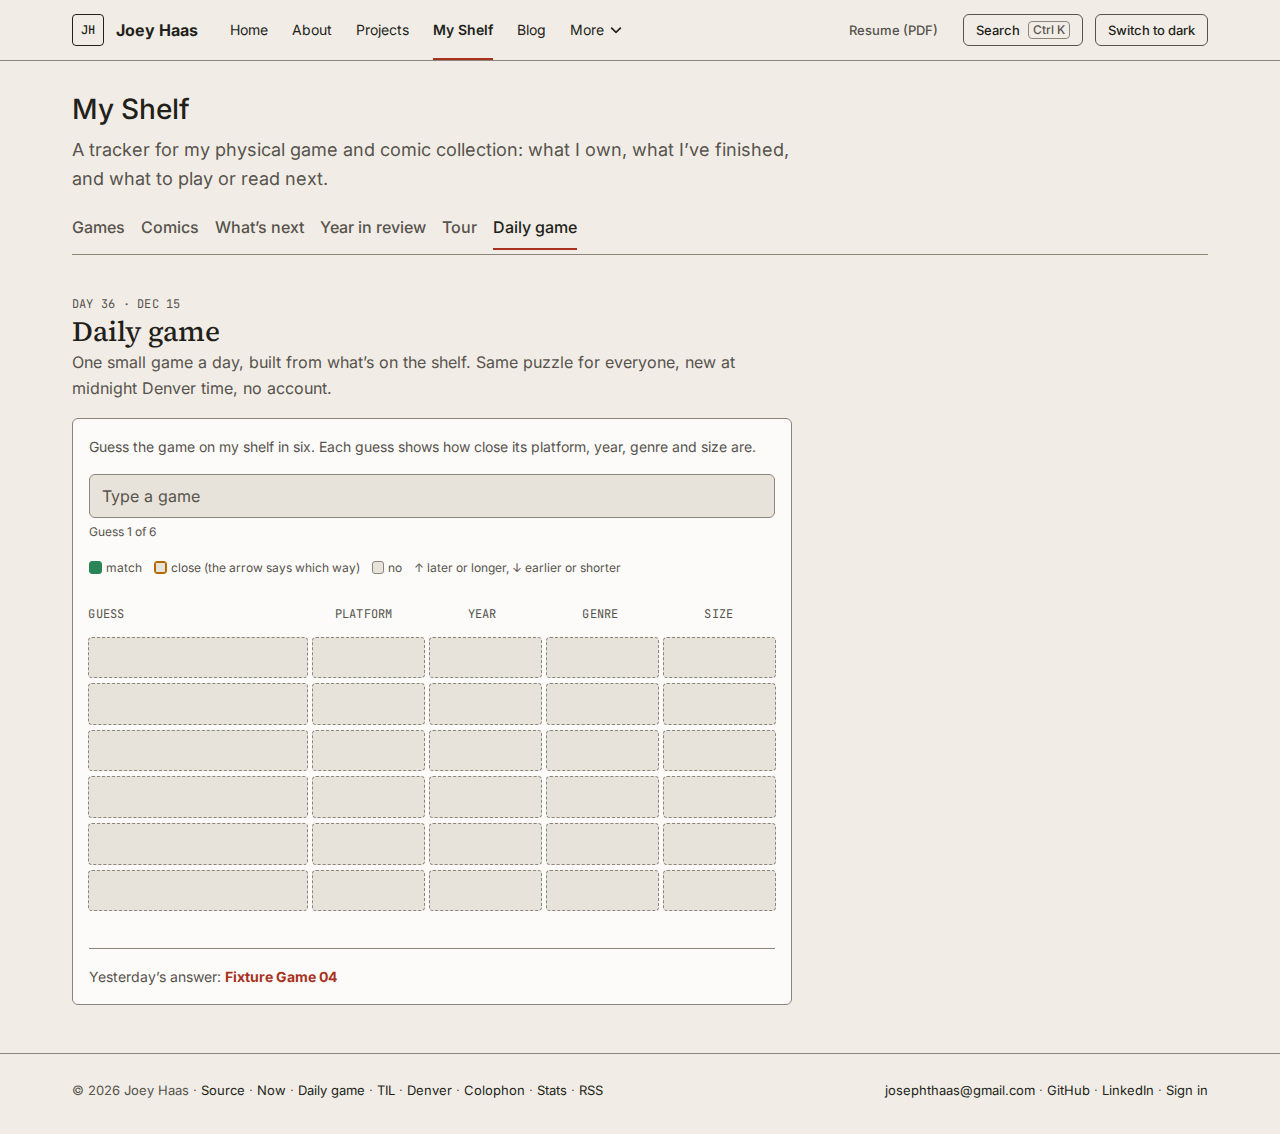 JH Joey Haas Home About Projects My Shelf Blog More Resume (PDF) Search Ctrl K Switch to dark
My Shelf
A tracker for my physical game and comic collection: what I own, what I’ve finished,
and what to play or read next.
Games Comics What’s next Year in review Tour Daily game
DAY 36 · DEC 15
Daily game
One small game a day, built from what’s on the shelf. Same puzzle for everyone, new at
midnight Denver time, no account.
Guess the game on my shelf in six. Each guess shows how close its platform, year, genre and size are.
Type a game
Guess 1 of 6
match close (the arrow says which way) no ↑ later or longer, ↓ earlier or shorter
GUESS PLATFORM YEAR GENRE SIZE
Yesterday’s answer: Fixture Game 04
© 2026 Joey Haas · Source · Now · Daily game · TIL · Denver · Colophon · Stats · RSS josephthaas@gmail.com · GitHub · LinkedIn · Sign in